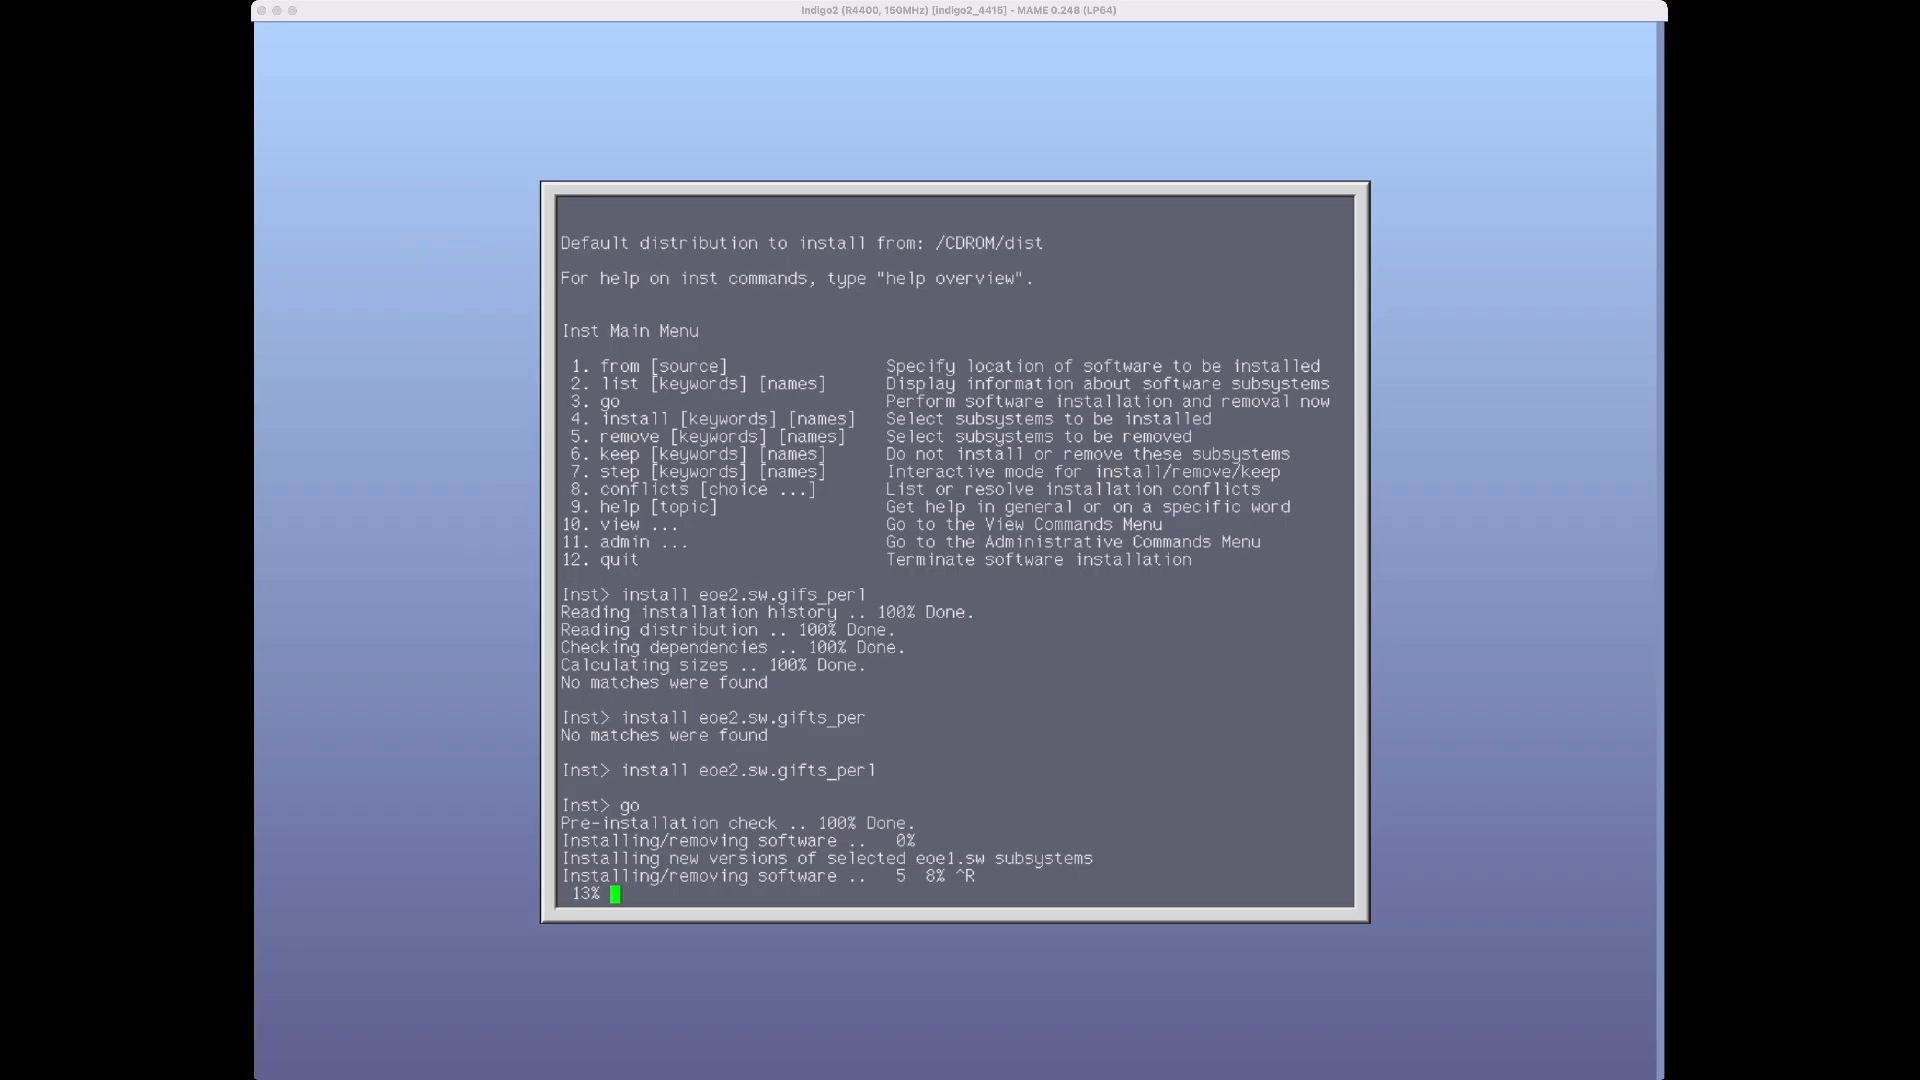 Indigo2 (R4400, 150MHz) [indigo2_4415] - MAME 0.248 (LP64)
Default distribution to install from: /CDROM/dist
For help on inst commands, type "help overview".
Inst Main Menu
1. from [source] Specify location of software to be installed
2. list [keywords] [names] Display information about software subsystems
3. go Perform software installation and removal now
4. install [keywords] [names] Select subsystems to be installed
5. remove [keywords] [names] Select subsystems to be removed
6. keep [keywords] [names] Do not install or remove these subsystems
7. step [keywords] [names] Interactive mode for install/remove/keep
8. conflicts [choice ...] List or resolve installation conflicts
9. help [topic] Get help in general or on a specific word
10. view ... Go to the View Commands Menu
11. admin ... Go to the Administrative Commands Menu
12. quit Terminate software installation
Inst> install eoe2.sw.gifs_perl
Reading installation history .. 100% Done.
Reading distribution .. 100% Done.
Checking dependencies .. 100% Done.
Calculating sizes .. 100% Done.
No matches were found
Inst> install eoe2.sw.gifts_per
No matches were found
Inst> install eoe2.sw.gifts_perl
Inst> go
Pre-installation check .. 100% Done.
Installing/removing software .. 0%
Installing new versions of selected eoe1.sw subsystems
Installing/removing software .. 5 8% ^R
13%